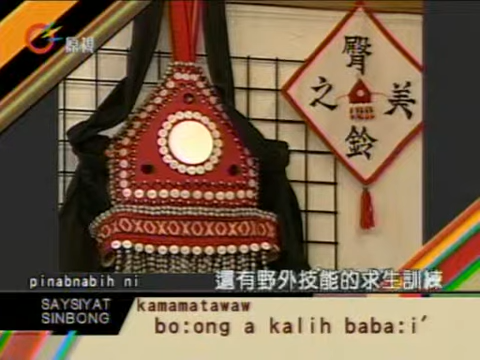 原視
臀
之 美
鈴
pinabnabih ni
還有野外技能的求生訓練
SAYSIYAT
SINBONG
kamamatawaw
bo:ong a kalih baba:i'